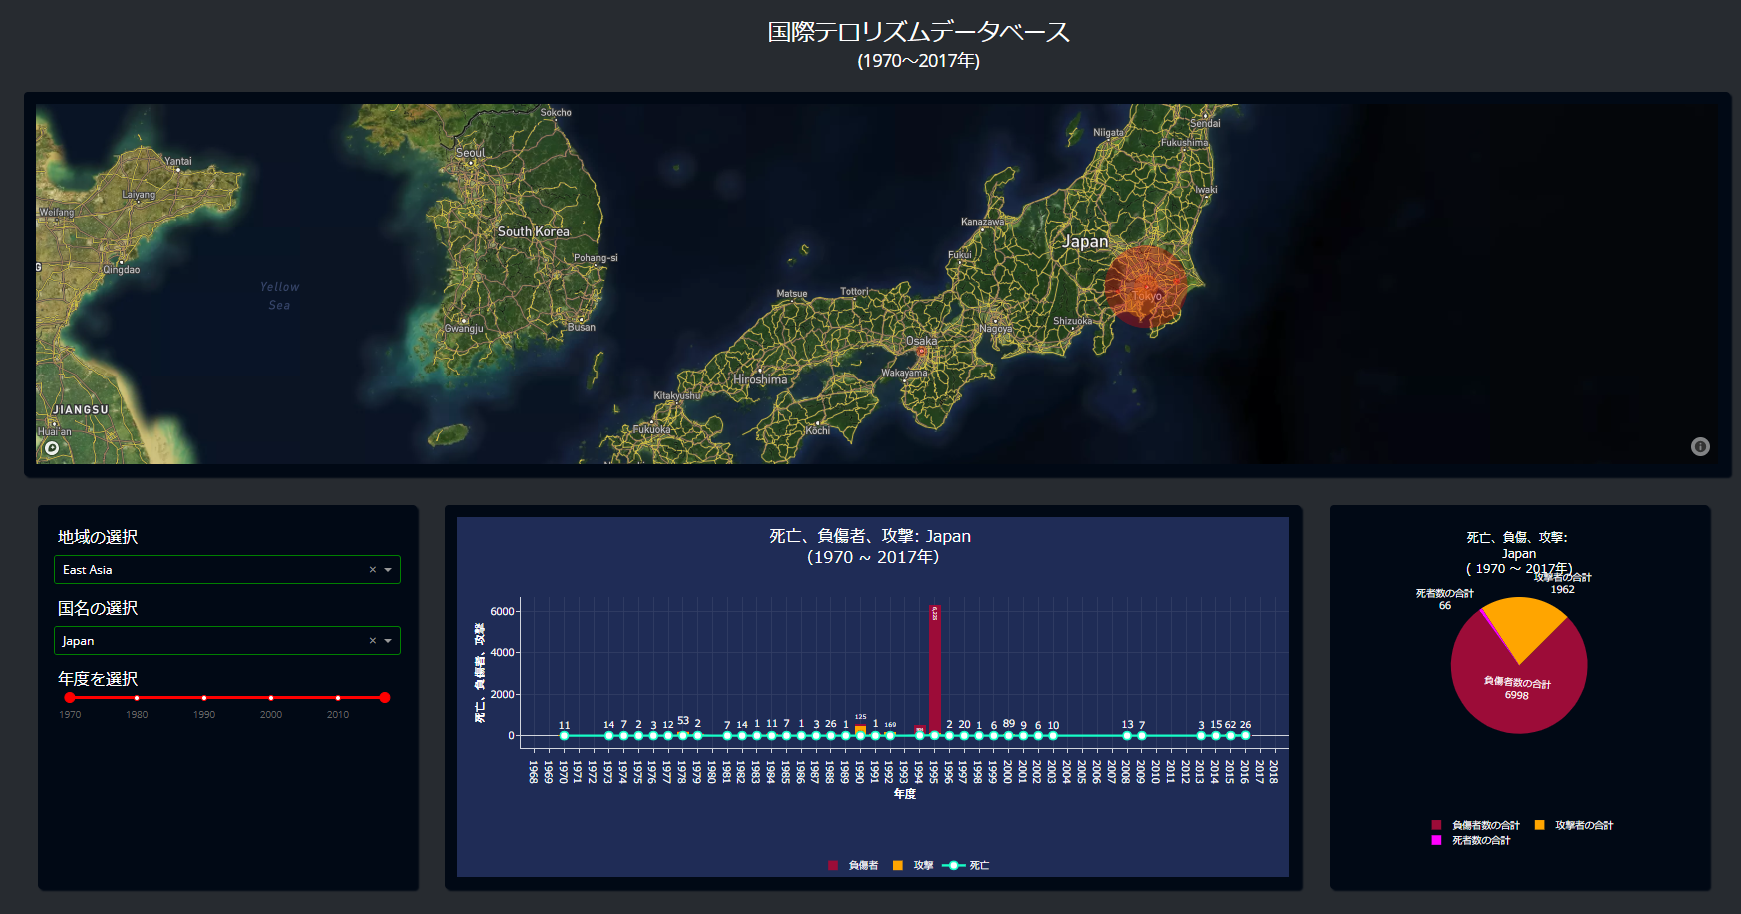 国際テロリズムデータベース
(1970～2017年)
Sokcho
Sendai
Niigata
Fukushima
Seoul
Yantai
Laiyang
Iwaki
Weifang
Kanazawa
South Korea
Japan
Fukui
Pohang-si
Qingdao
Yellow
Sea
Matsue
Tottori
Tokyo
Gwangju
Busan
Nagoya
Shizuoka
Osaka
Wakayama
Hiroshima
Kitakyushu
JIANGSU
Huai'an
Fukuoka
Kochi
地域の選択
East Asia
国名の選択
Japan
年度を選択
1970 1980 1990 2000 2010
死亡、負傷者、攻撃: Japan
(1970 ~ 2017年)
死亡、負傷者、攻撃
6000
4000
2000
0
11 14 7 2 3 12 53 2 7 14 1 11 7 1 3 26 1 125 1 169 2 20 1 6 89 9 6 10 13 7 3 15 62 26
1968 1969 1970 1971 1972 1973 1974 1975 1976 1977 1978 1979 1980 1981 1982 1983 1984 1985 1986 1987 1988 1989 1990 1991 1992 1993 1994 1995 1996 1997 1998 1999 2000 2001 2002 2003 2004 2005 2006 2007 2008 2009 2010 2011 2012 2013 2014 2015 2016 2017 2018
年度
負傷者 攻撃 死亡
死亡、負傷、攻撃:
Japan
( 1970 ～ 2017年)
攻撃者の合計
1962
死者数の合計
66
負傷者数の合計
6998
負傷者数の合計 攻撃者の合計
死者数の合計